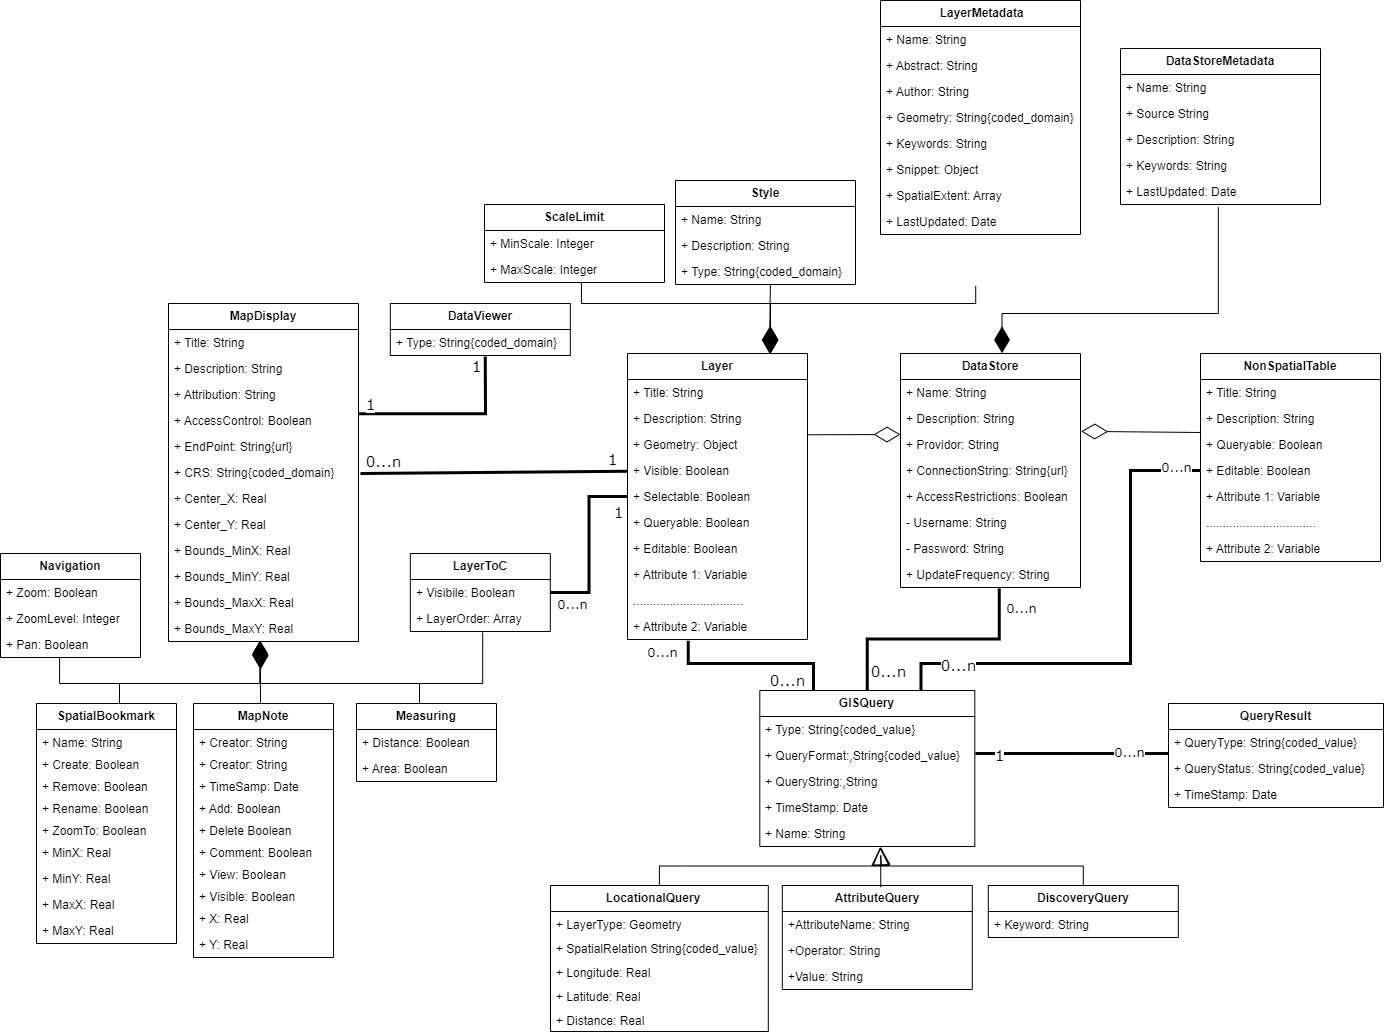 LayerMetadata
+ Name: String
+ Abstract: String
+ Author: String
+ Geometry: String{coded_domain}
+ Keywords: String
+ Snippet: Object
+ SpatialExtent: Array
+ LastUpdated: Date
DataStoreMetadata
+ Name: String
+ Source String
+ Description: String
+ Keywords: String
+ LastUpdated: Date
Style
+ Name: String
+ Description: String
+ Type: String{coded_domain}
ScaleLimit
+ MinScale: Integer
+ MaxScale: Integer
MapDisplay
+ Title: String
+ Description: String
+ Attribution: String
+ AccessControl: Boolean
+ EndPoint: String{url}
+ CRS: String{coded_domain}
+ Center_X: Real
+ Center_Y: Real
+ Bounds_MinX: Real
+ Bounds_MinY: Real
+ Bounds_MaxX: Real
+ Bounds_MaxY: Real
DataViewer
+ Type: String{coded_domain}
1
1
0...n
1
Layer
+ Title: String
+ Description: String
+ Geometry: Object
+ Visible: Boolean
+ Selectable: Boolean
+ Queryable: Boolean
+ Editable: Boolean
+ Attribute 1: Variable
.................................
+ Attribute 2: Variable
DataStore
+ Name: String
+ Description: String
+ Providor: String
+ ConnectionString: String{url}
+ AccessRestrictions: Boolean
- Username: String
- Password: String
+ UpdateFrequency: String
NonSpatialTable
+ Title: String
+ Description: String
+ Queryable: Boolean
+ Editable: Boolean
+ Attribute 1: Variable
.................................
+ Attribute 2: Variable
0...n
1
Navigation
+ Zoom: Boolean
+ ZoomLevel: Integer
+ Pan: Boolean
LayerToC
+ Visibile: Boolean
+ LayerOrder: Array
0...n
0...n
0...n
0...n
0...n
0...n
SpatialBookmark
+ Name: String
+ Create: Boolean
+ Remove: Boolean
+ Rename: Boolean
+ ZoomTo: Boolean
+ MinX: Real
+ MinY: Real
+ MaxX: Real
+ MaxY: Real
MapNote
+ Creator: String
+ Creator: String
+ TimeSamp: Date
+ Add: Boolean
+ Delete Boolean
+ Comment: Boolean
+ View: Boolean
+ Visible: Boolean
+ X: Real
+ Y: Real
Measuring
+ Distance: Boolean
+ Area: Boolean
GISQuery
+ Type: String{coded_value}
+ QueryFormat:,String{coded_value}
+ QueryString:,String
+ TimeStamp: Date
+ Name: String
1
0...n
QueryResult
+ QueryType: String{coded_value}
+ QueryStatus: String{coded_value}
+ TimeStamp: Date
LocationalQuery
+ LayerType: Geometry
+ SpatialRelation String{coded_value}
+ Longitude: Real
+ Latitude: Real
+ Distance: Real
AttributeQuery
+AttributeName: String
+Operator: String
+Value: String
DiscoveryQuery
+ Keyword: String